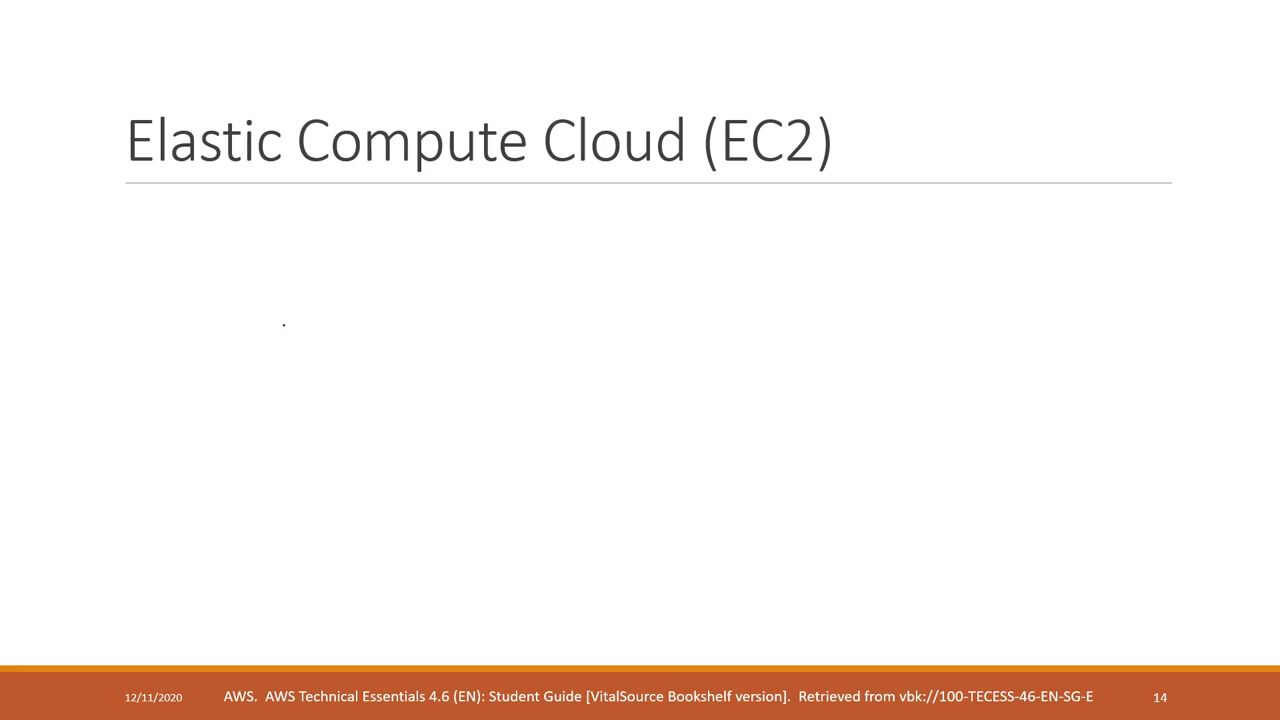 Elastic Compute Cloud (EC2)
12/11/2020
AWS. AWS Technical Essentials 4.6 (EN): Student Guide [VitalSource Bookshelf version]. Retrieved from vbk://100-TECESS-46-EN-SG-E
14